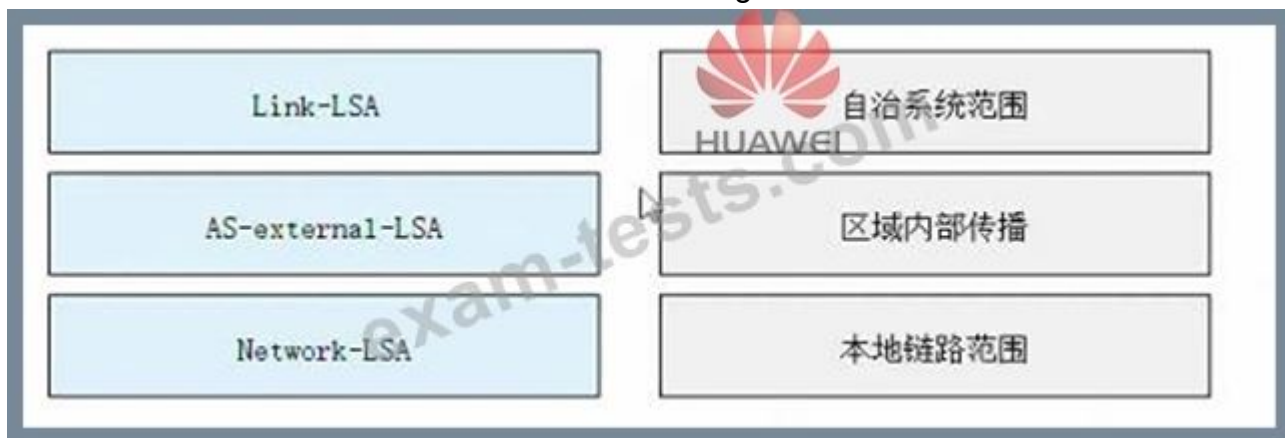 Link-LSA
自治系统范围
HUAWEI
AS-external-LSA
区域内部传播
Network-LSA
本地链路范围
exam-tests.com